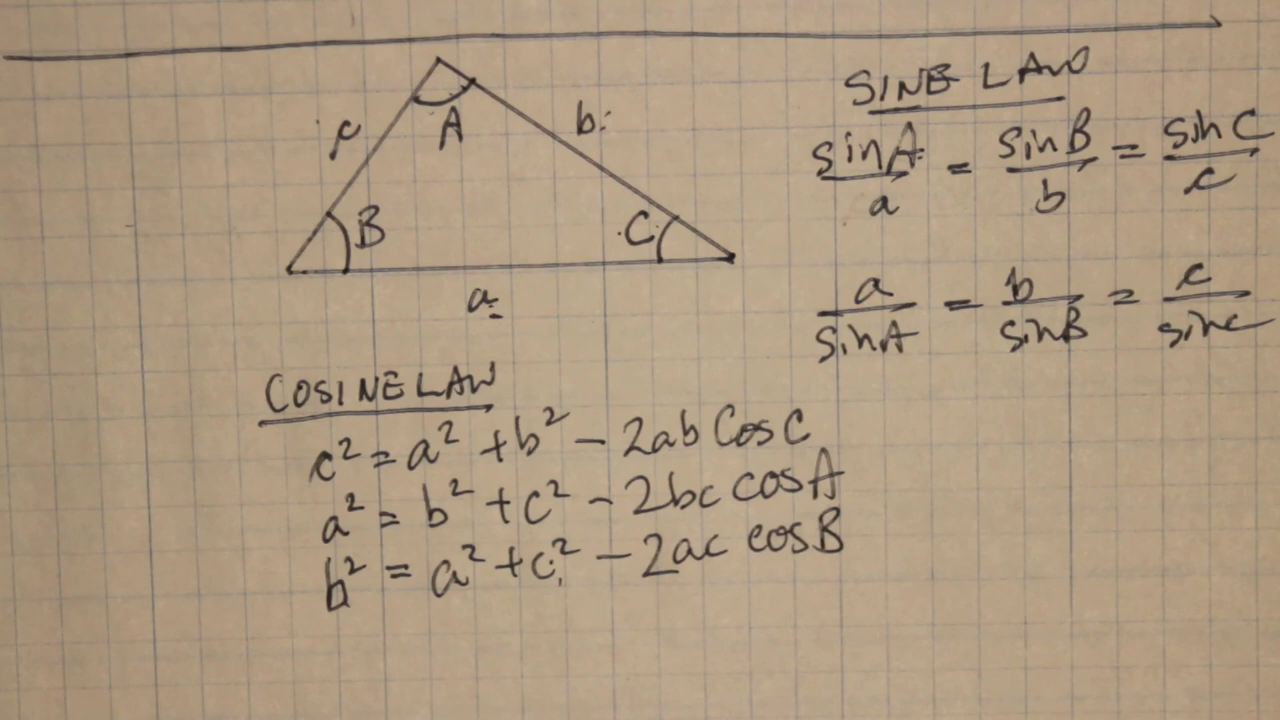 SINE LAW
sinA/a = sinB/b = sinC/c
a/sinA = b/sinB = c/sinc
c
A
b
B
C
a
COSINE LAW
c² = a² + b² - 2ab CosC
a² = b² + c² - 2bc cosA
b² = a² + c² - 2ac cosB